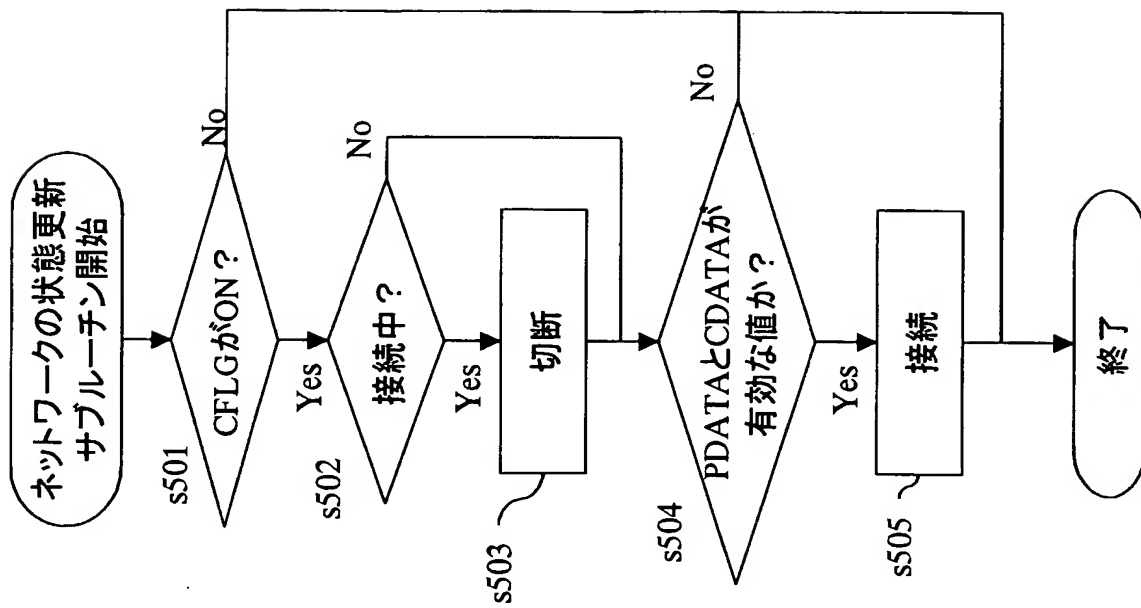 ネットワークの状態更新
サブルーチン開始
s501
CFLGがON?
No
Yes
s502
接続中?
No
Yes
s503
切断
s504
PDATAとCDATAが
有効な値か?
No
Yes
s505
接続
終了